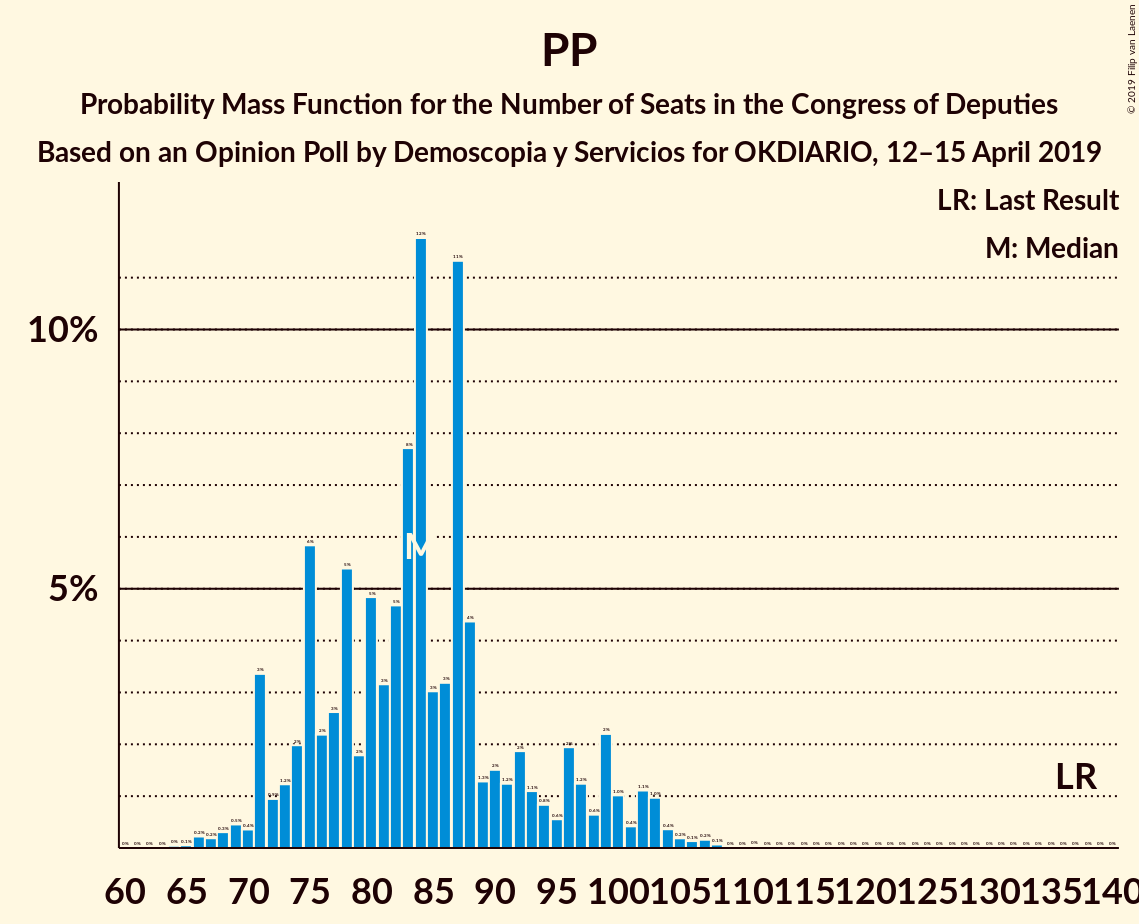 PP
Probability Mass Function for the Number of Seats in the Congress of Deputies
Based on an Opinion Poll by Demoscopia y Servicios for OKDIARIO, 12–15 April 2019
© 2019 Filip van Laenen
LR: Last Result
M: Median
10%
5%
M
LR
60 65 70 75 80 85 90 95 100 105 110 115 120 125 130 135 140